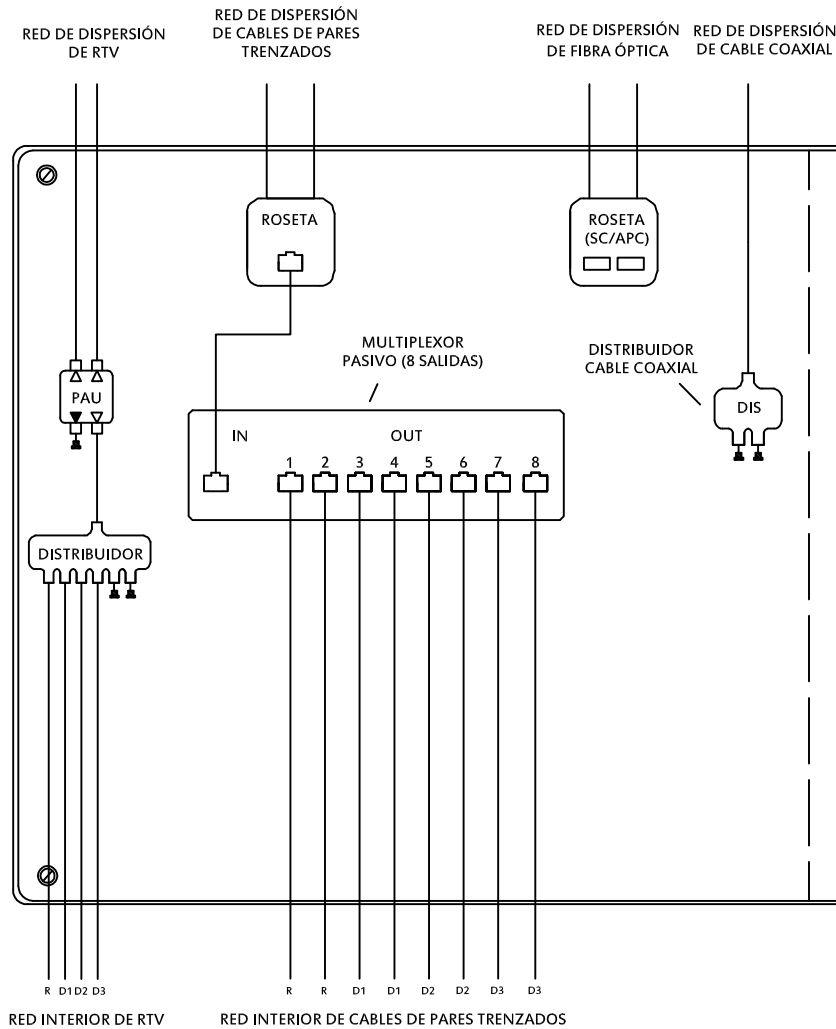 RED DE DISPERSIÓN
DE RTV
RED DE DISPERSIÓN
DE CABLES DE PARES
TRENZADOS
RED DE DISPERSIÓN
DE FIBRA ÓPTICA
RED DE DISPERSIÓN
DE CABLE COAXIAL
ROSETA
ROSETA
(SC/APC)
MULTIPLEXOR
PASIVO (8 SALIDAS)
DISTRIBUIDOR
CABLE COAXIAL
PAU
DIS
IN
OUT
1 2 3 4 5 6 7 8
DISTRIBUIDOR
R D1 D2 D3
R R D1 D1 D2 D2 D3 D3
RED INTERIOR DE RTV
RED INTERIOR DE CABLES DE PARES TRENZADOS